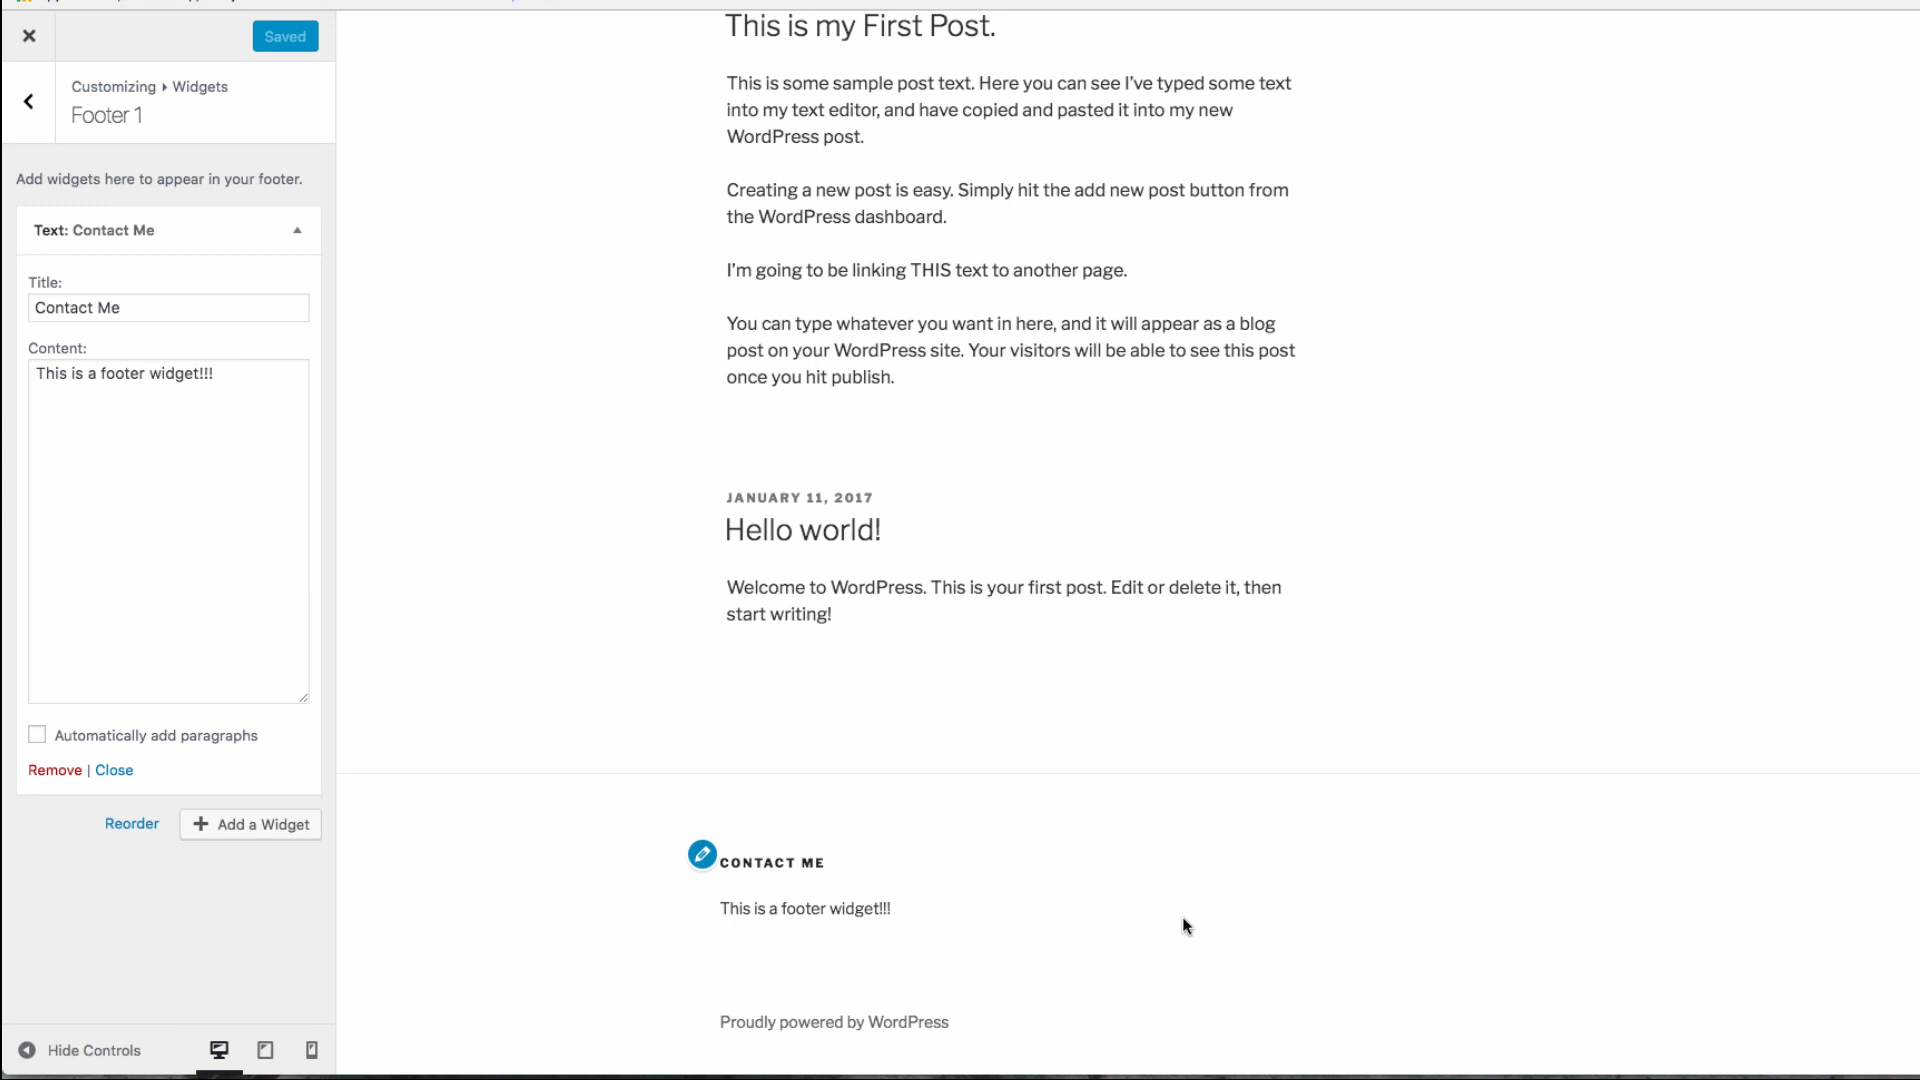 Saved
Customizing ▸ Widgets
Footer 1
Add widgets here to appear in your footer.
Text: Contact Me
Title:
Contact Me
Content:
This is a footer widget!!!
Automatically add paragraphs
Remove | Close
Reorder
Add a Widget
Hide Controls
This is my First Post.
This is some sample post text. Here you can see I've typed some text
into my text editor, and have copied and pasted it into my new
WordPress post.
Creating a new post is easy. Simply hit the add new post button from
the WordPress dashboard.
I'm going to be linking THIS text to another page.
You can type whatever you want in here, and it will appear as a blog
post on your WordPress site. Your visitors will be able to see this post
once you hit publish.
JANUARY 11, 2017
Hello world!
Welcome to WordPress. This is your first post. Edit or delete it, then
start writing!
CONTACT ME
This is a footer widget!!!
Proudly powered by WordPress